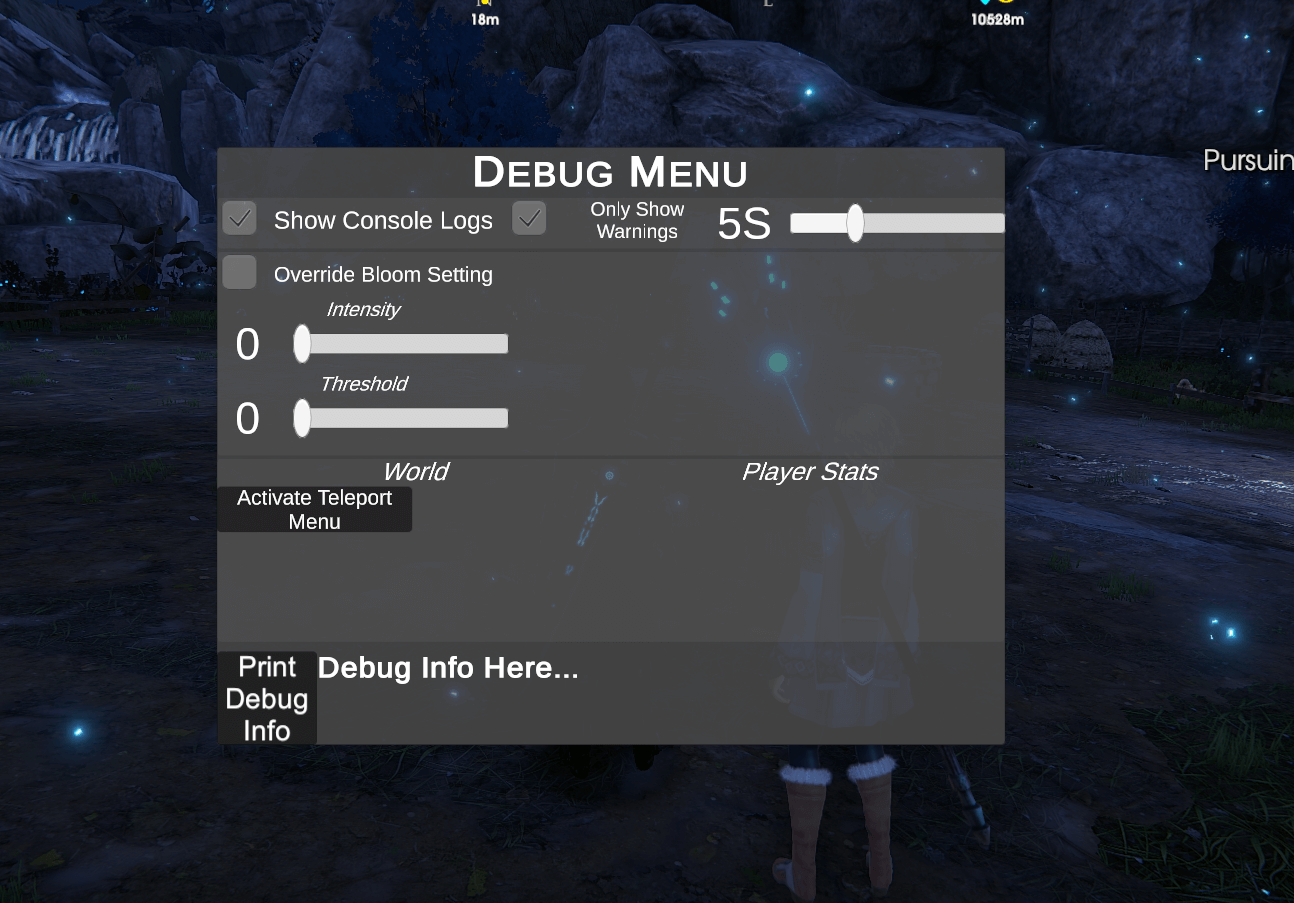 18m
10528m
Pursuin
DEBUG MENU
Show Console Logs
Only Show
Warnings
5S
Override Bloom Setting
Intensity
0
Threshold
0
World
Player Stats
Activate Teleport
Menu
Print
Debug
Info
Debug Info Here...